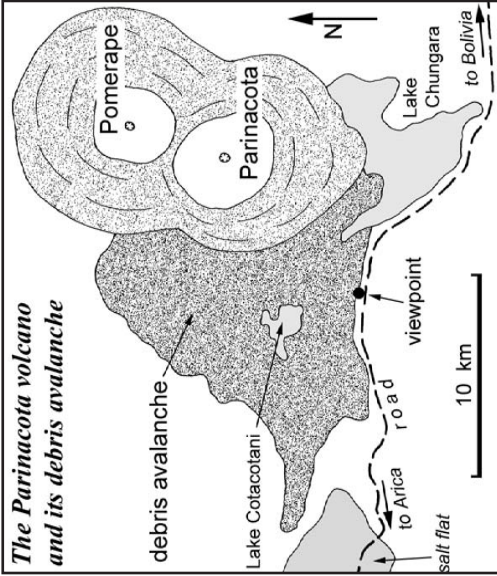 The Parinacota volcano
and its debris avalanche
Pomerape
Parinacota
N
debris avalanche
Lake Cotacotani
Lake
Chungara
viewpoint
road
to Arica
to Bolivia
salt flat
10 km